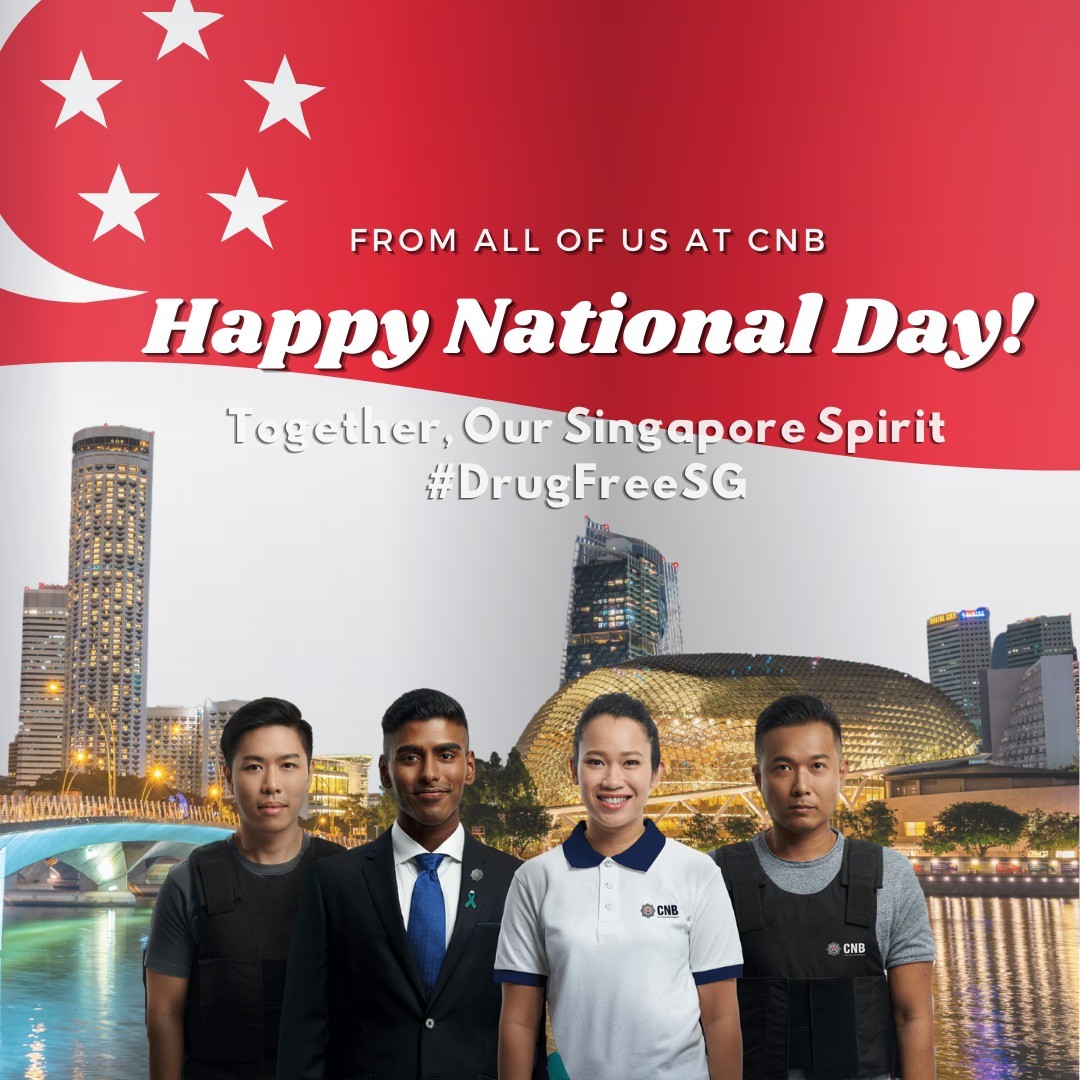 FROM ALL OF US AT CNB
Happy National Day!
Together, Our Singapore Spirit
#DrugFreeSG
CNB
CNB